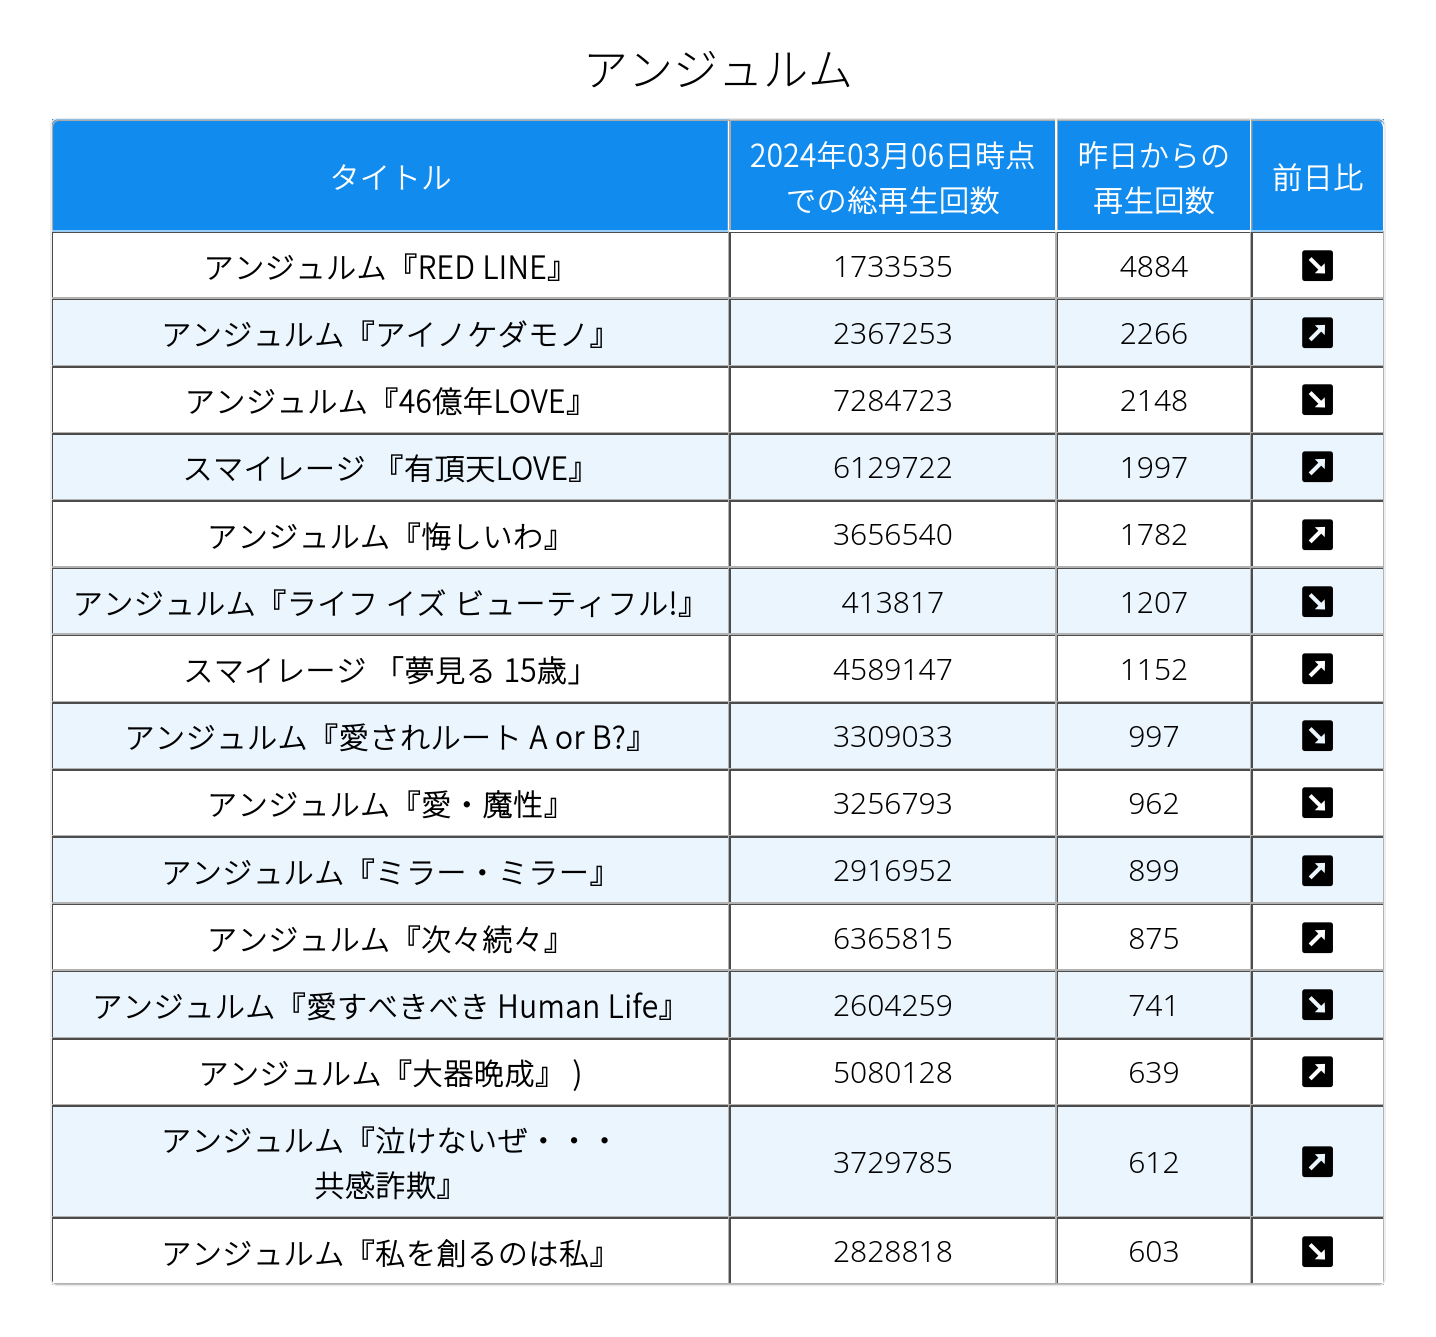 アンジュルム
タイトル 2024年03月06日時点での総再生回数 昨日からの再生回数 前日比
アンジュルム『RED LINE』 1733535 4884 ↘
アンジュルム『アイノケダモノ』 2367253 2266 ↗
アンジュルム『46億年LOVE』 7284723 2148 ↘
スマイレージ 『有頂天LOVE』 6129722 1997 ↗
アンジュルム『悔しいわ』 3656540 1782 ↗
アンジュルム『ライフ イズ ビューティフル!』 413817 1207 ↘
スマイレージ 「夢見る 15歳」 4589147 1152 ↗
アンジュルム『愛されルート A or B?』 3309033 997 ↘
アンジュルム『愛・魔性』 3256793 962 ↘
アンジュルム『ミラー・ミラー』 2916952 899 ↗
アンジュルム『次々続々』 6365815 875 ↗
アンジュルム『愛すべきべき Human Life』 2604259 741 ↘
アンジュルム『大器晩成』 ) 5080128 639 ↗
アンジュルム『泣けないぜ・・・共感詐欺』 3729785 612 ↗
アンジュルム『私を創るのは私』 2828818 603 ↘